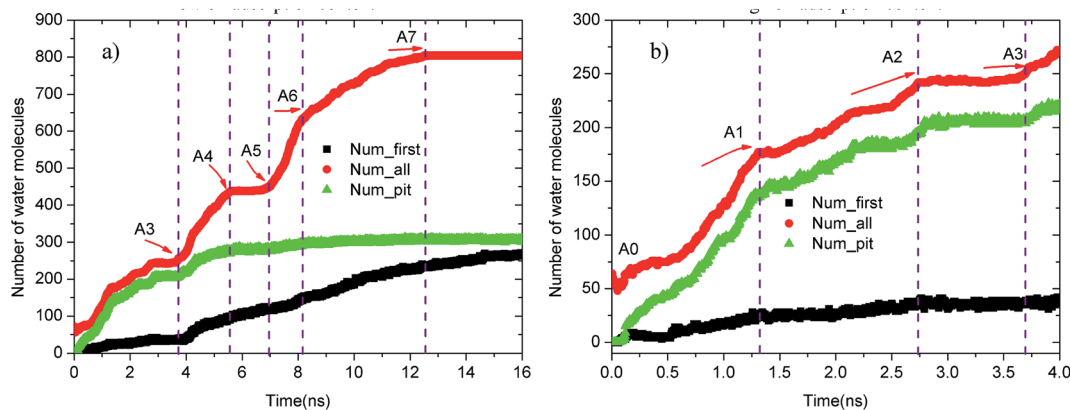 a)
A7
A6
A5
A4
A3
Num_first
Num_all
Num_pit
900
800
700
600
500
400
300
200
100
0
0 2 4 6 8 10 12 14 16
Number of water molecules
Time(ns)
b)
A3
A2
A1
A0
Num_first
Num_all
Num_pit
300
250
200
150
100
50
0
0.0 0.5 1.0 1.5 2.0 2.5 3.0 3.5 4.0
Number of water molecules
Time(ns)